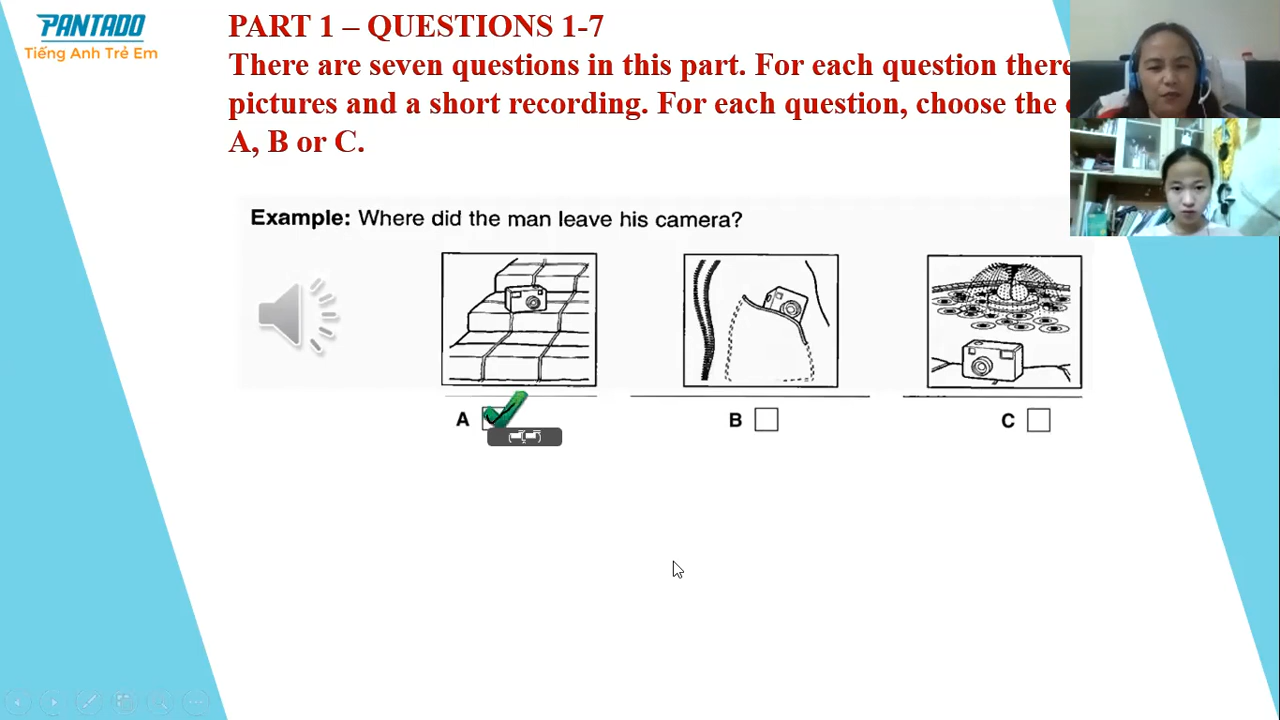 PANTADO
Tiếng Anh Trẻ Em
PART 1 – QUESTIONS 1-7
There are seven questions in this part. For each question there
pictures and a short recording. For each question, choose the
A, B or C.
Example: Where did the man leave his camera?
A
B
C